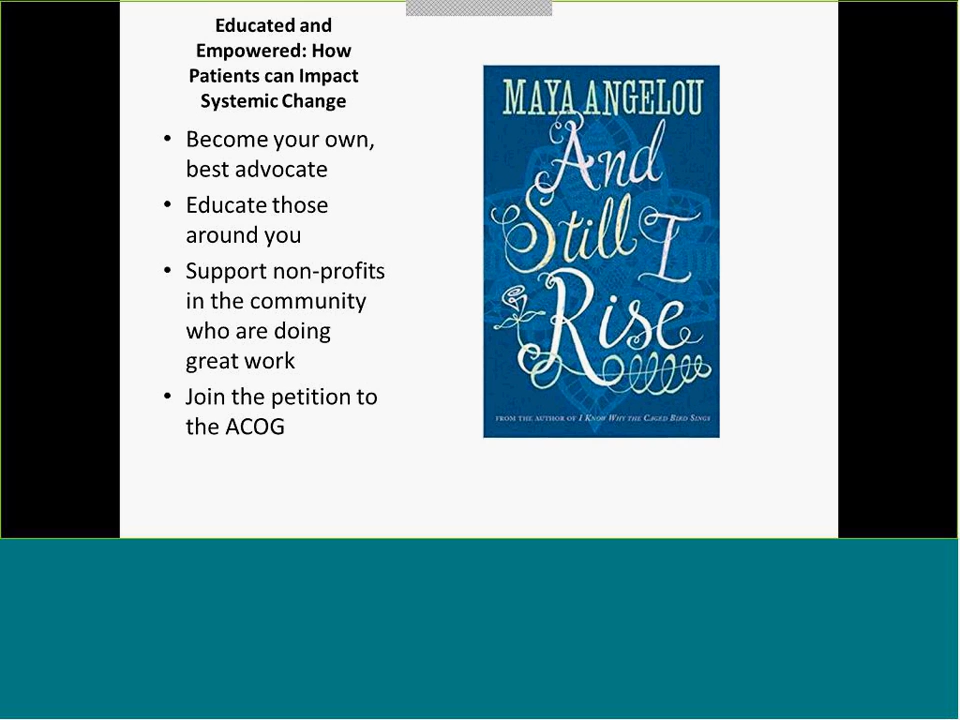 Educated and
Empowered: How
Patients can Impact
Systemic Change
• Become your own,
best advocate
• Educate those
around you
• Support non-profits
in the community
who are doing
great work
• Join the petition to
the ACOG
MAYA ANGELOU
And
Still I
Rise
FROM THE AUTHOR OF I KNOW WHY THE CAGED BIRD SINGS